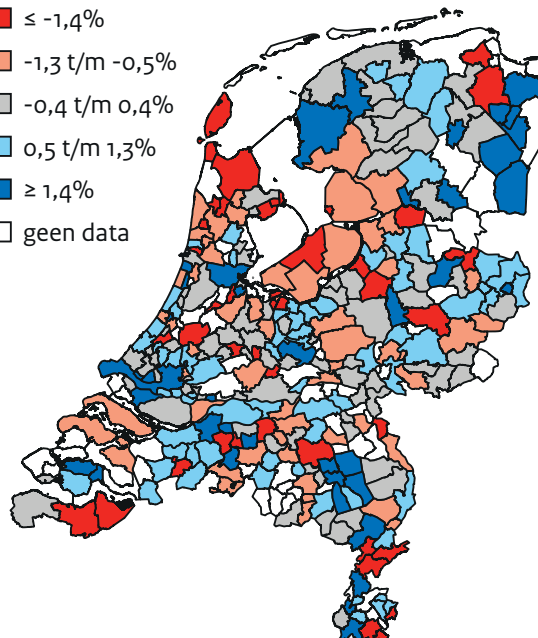 ≤ -1,4%
-1,3 t/m -0,5%
-0,4 t/m 0,4%
0,5 t/m 1,3%
≥ 1,4%
geen data